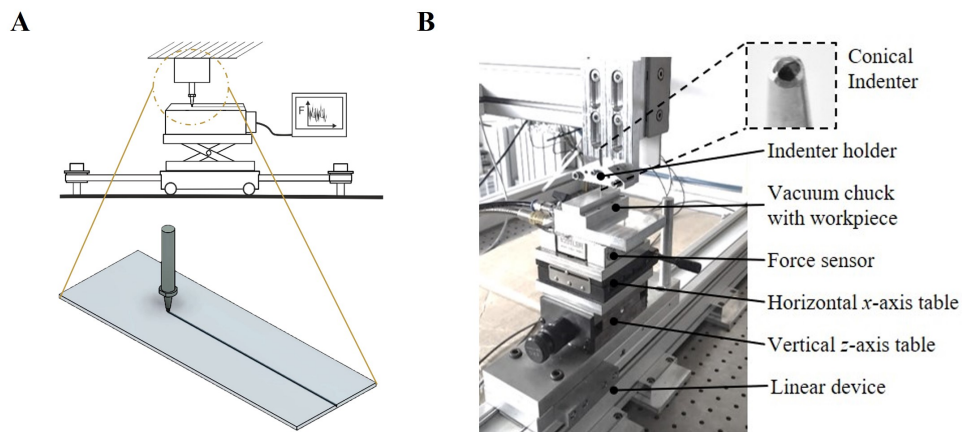 A
B
F
Conical
Indenter
Indenter holder
Vacuum chuck
with workpiece
Force sensor
Horizontal x-axis table
Vertical z-axis table
Linear device